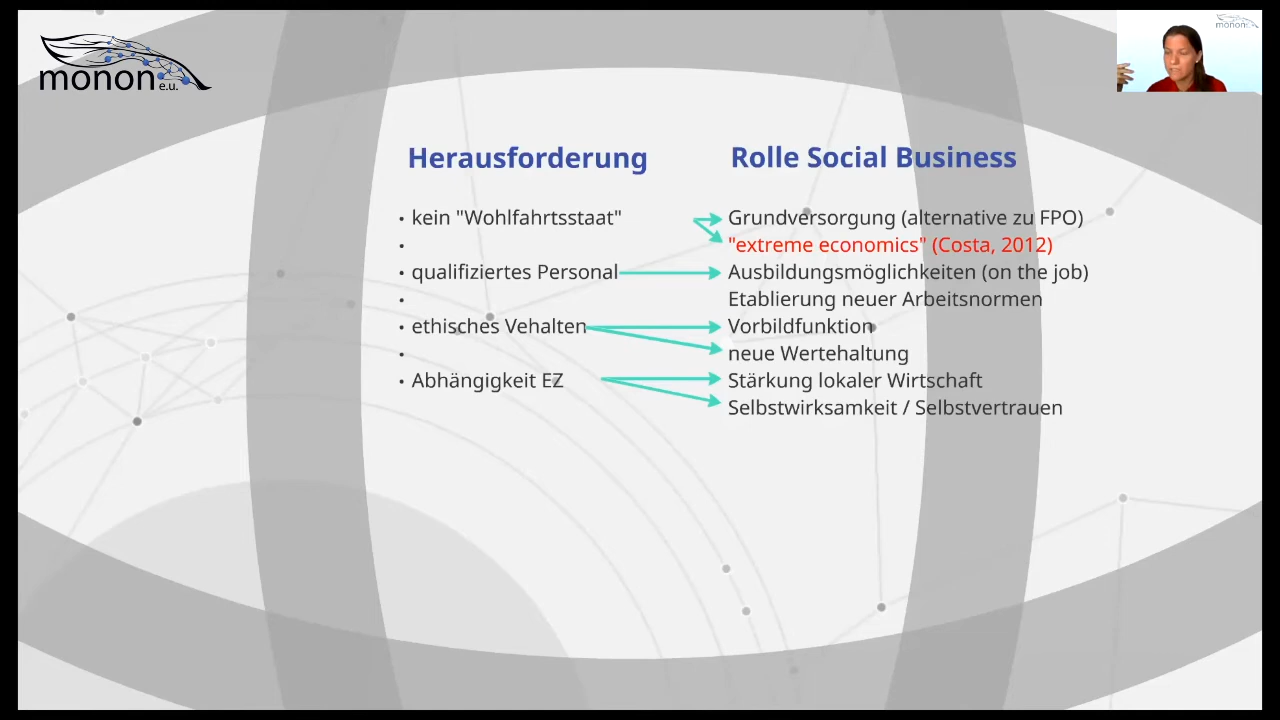 monon e.u.
monon
Herausforderung
Rolle Social Business
• kein "Wohlfahrtsstaat"
Grundversorgung (alternative zu FPO)
•
"extreme economics" (Costa, 2012)
• qualifiziertes Personal
Ausbildungsmöglichkeiten (on the job)
•
Etablierung neuer Arbeitsnormen
• ethisches Vehalten
Vorbildfunktion
•
neue Wertehaltung
• Abhängigkeit EZ
Stärkung lokaler Wirtschaft
Selbstwirksamkeit / Selbstvertrauen